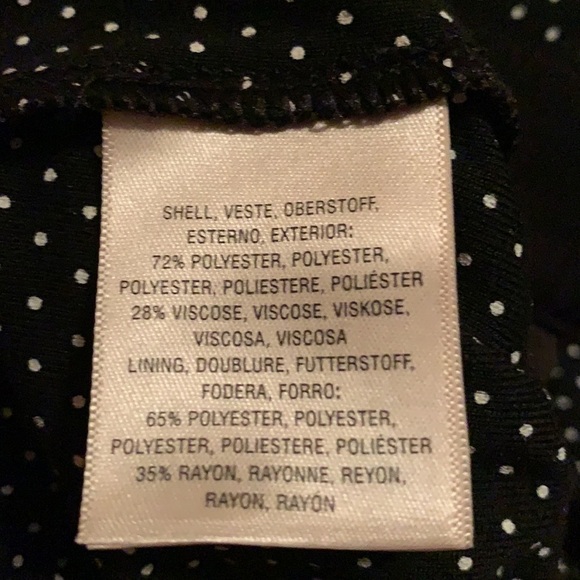 SHELL, VESTE, OBERSTOFF,
ESTERNO, EXTERIOR:
72% POLYESTER, POLYESTER,
POLYESTER, POLIESTERE, POLIÉSTER
28% VISCOSE, VISCOSE, VISKOSE,
VISCOSA, VISCOSA
LINING, DOUBLURE, FUTTERSTOFF,
FODERA, FORRO:
65% POLYESTER, POLYESTER,
POLYESTER, POLIESTERE, POLIÉSTER
35% RAYON, RAYONNE, REYON,
RAYON, RAYÓN